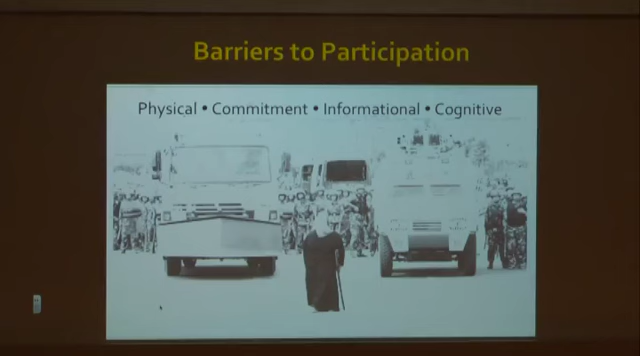 Barriers to Participation
Physical • Commitment • Informational • Cognitive